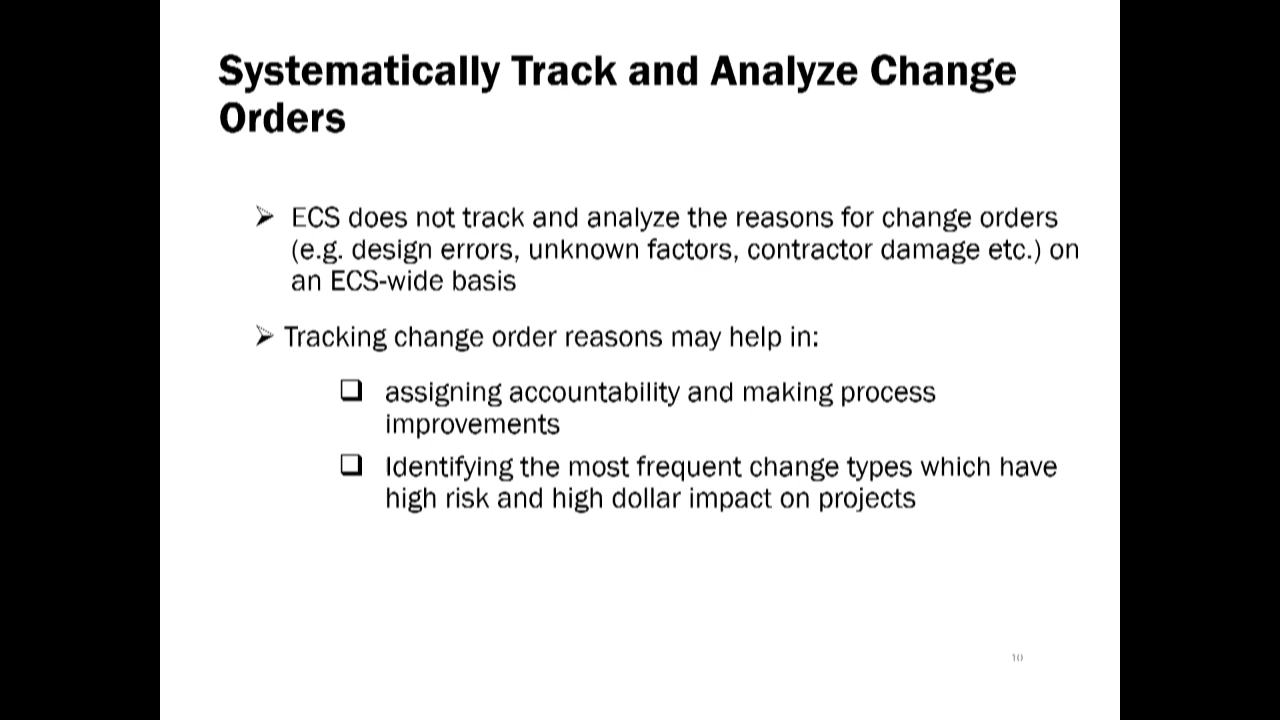 Systematically Track and Analyze Change
Orders
➢ ECS does not track and analyze the reasons for change orders
(e.g. design errors, unknown factors, contractor damage etc.) on
an ECS-wide basis
➢ Tracking change order reasons may help in:
❑ assigning accountability and making process
improvements
❑ Identifying the most frequent change types which have
high risk and high dollar impact on projects
10